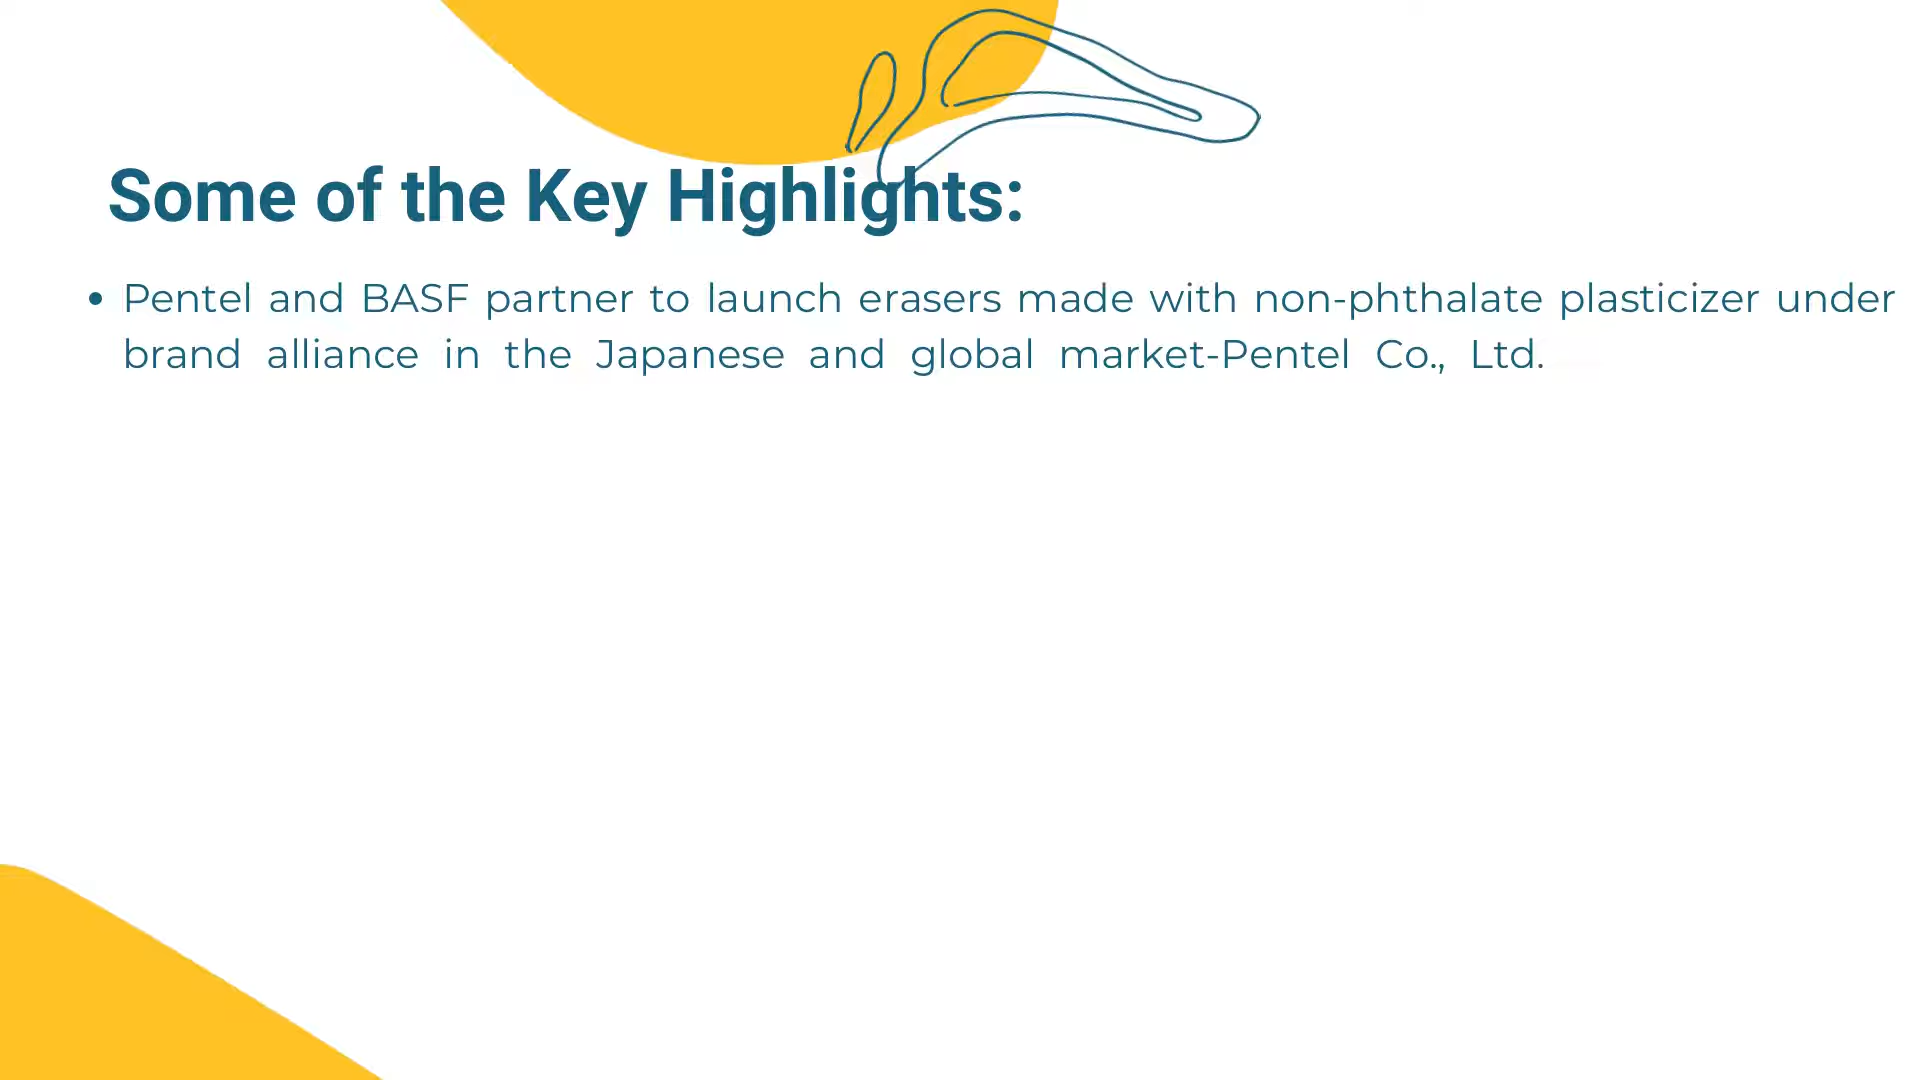 Some of the Key Highlights:
• Pentel and BASF partner to launch erasers made with non-phthalate plasticizer under
brand alliance in the Japanese and global market-Pentel Co., Ltd.